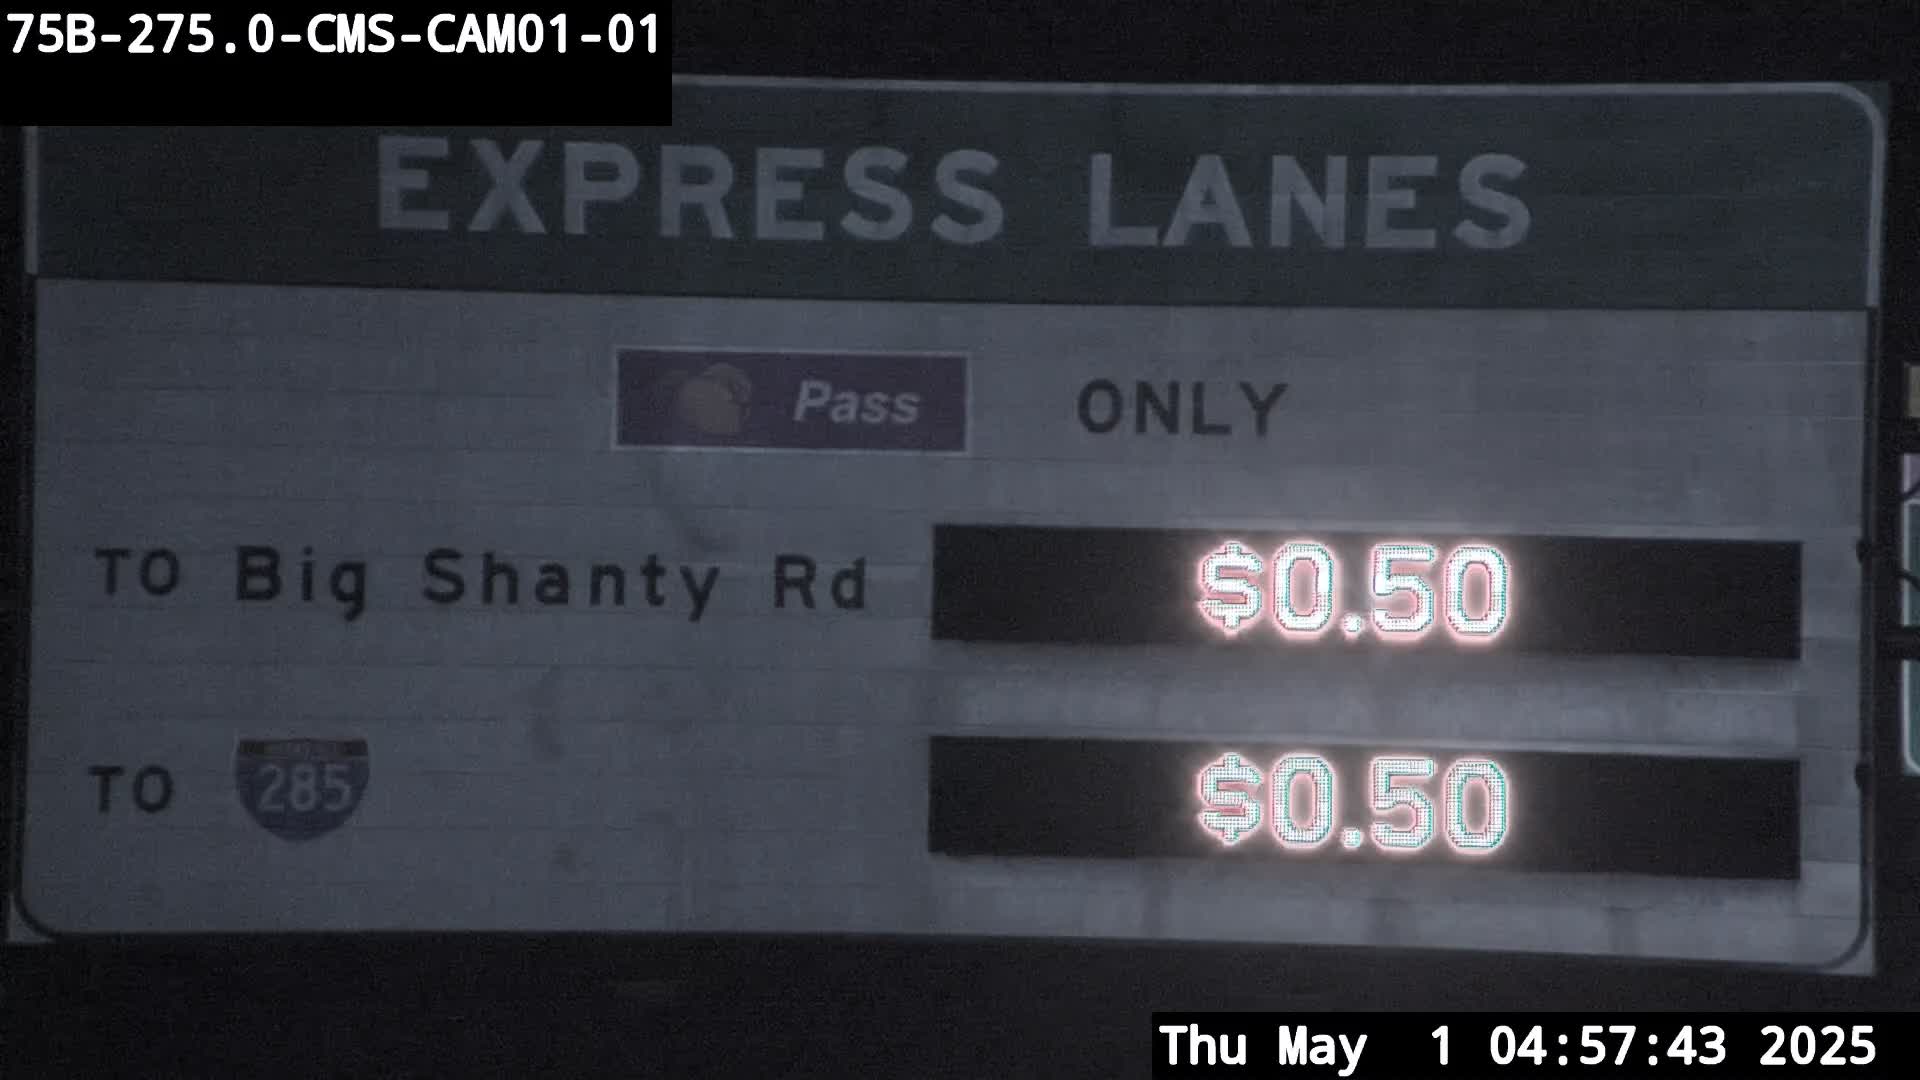 75B-275.0-CMS-CAM01-01
EXPRESS LANES
Pass ONLY
TO Big Shanty Rd $0.50
TO 285 $0.50
Thu May 1 04:57:43 2025